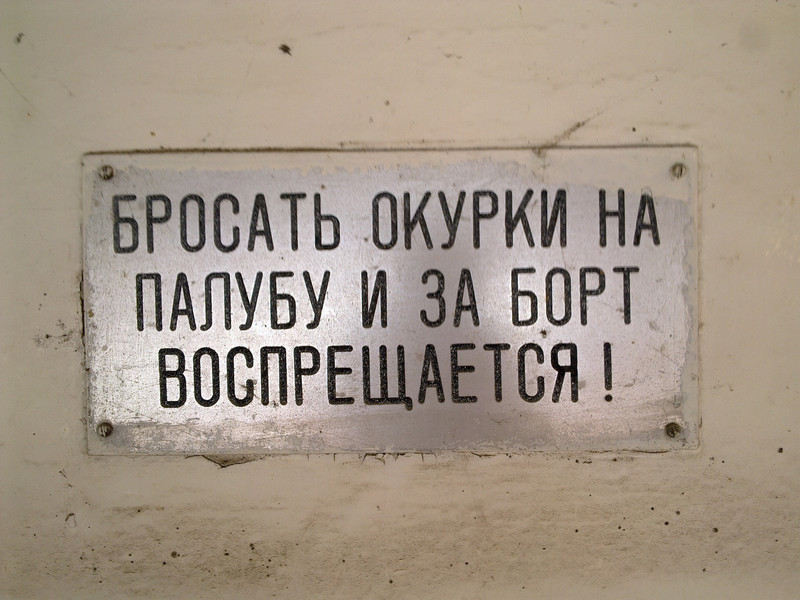 БРОСАТЬ ОКУРКИ НА
ПАЛУБУ И ЗА БОРТ
ВОСПРЕЩАЕТСЯ !